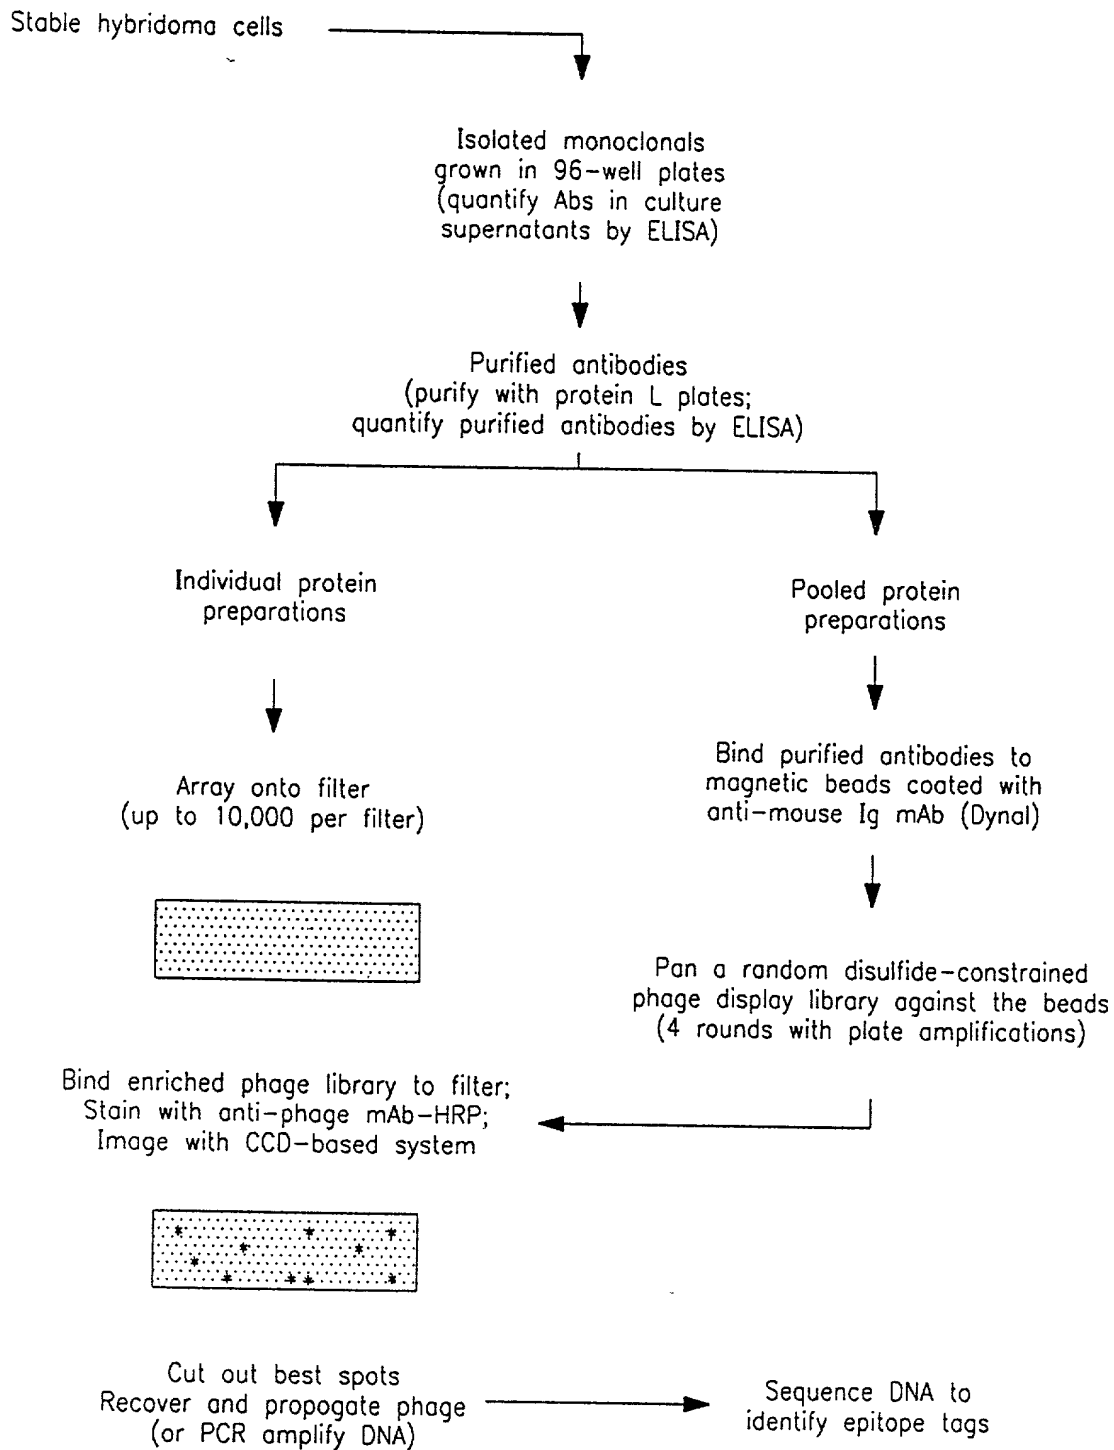 Stable hybridoma cells
Isolated monoclonals
grown in 96-well plates
(quantify Abs in culture
supernatants by ELISA)
Purified antibodies
(purify with protein L plates;
quantify purified antibodies by ELISA)
Individual protein
preparations
Array onto filter
(up to 10,000 per filter)
Pooled protein
preparations
Bind purified antibodies to
magnetic beads coated with
anti-mouse Ig mAb (Dynal)
Pan a random disulfide-constrained
phage display library against the beads
(4 rounds with plate amplifications)
Bind enriched phage library to filter;
Stain with anti-phage mAb-HRP;
Image with CCD-based system
Cut out best spots
Recover and propogate phage
(or PCR amplify DNA)
Sequence DNA to
identify epitope tags